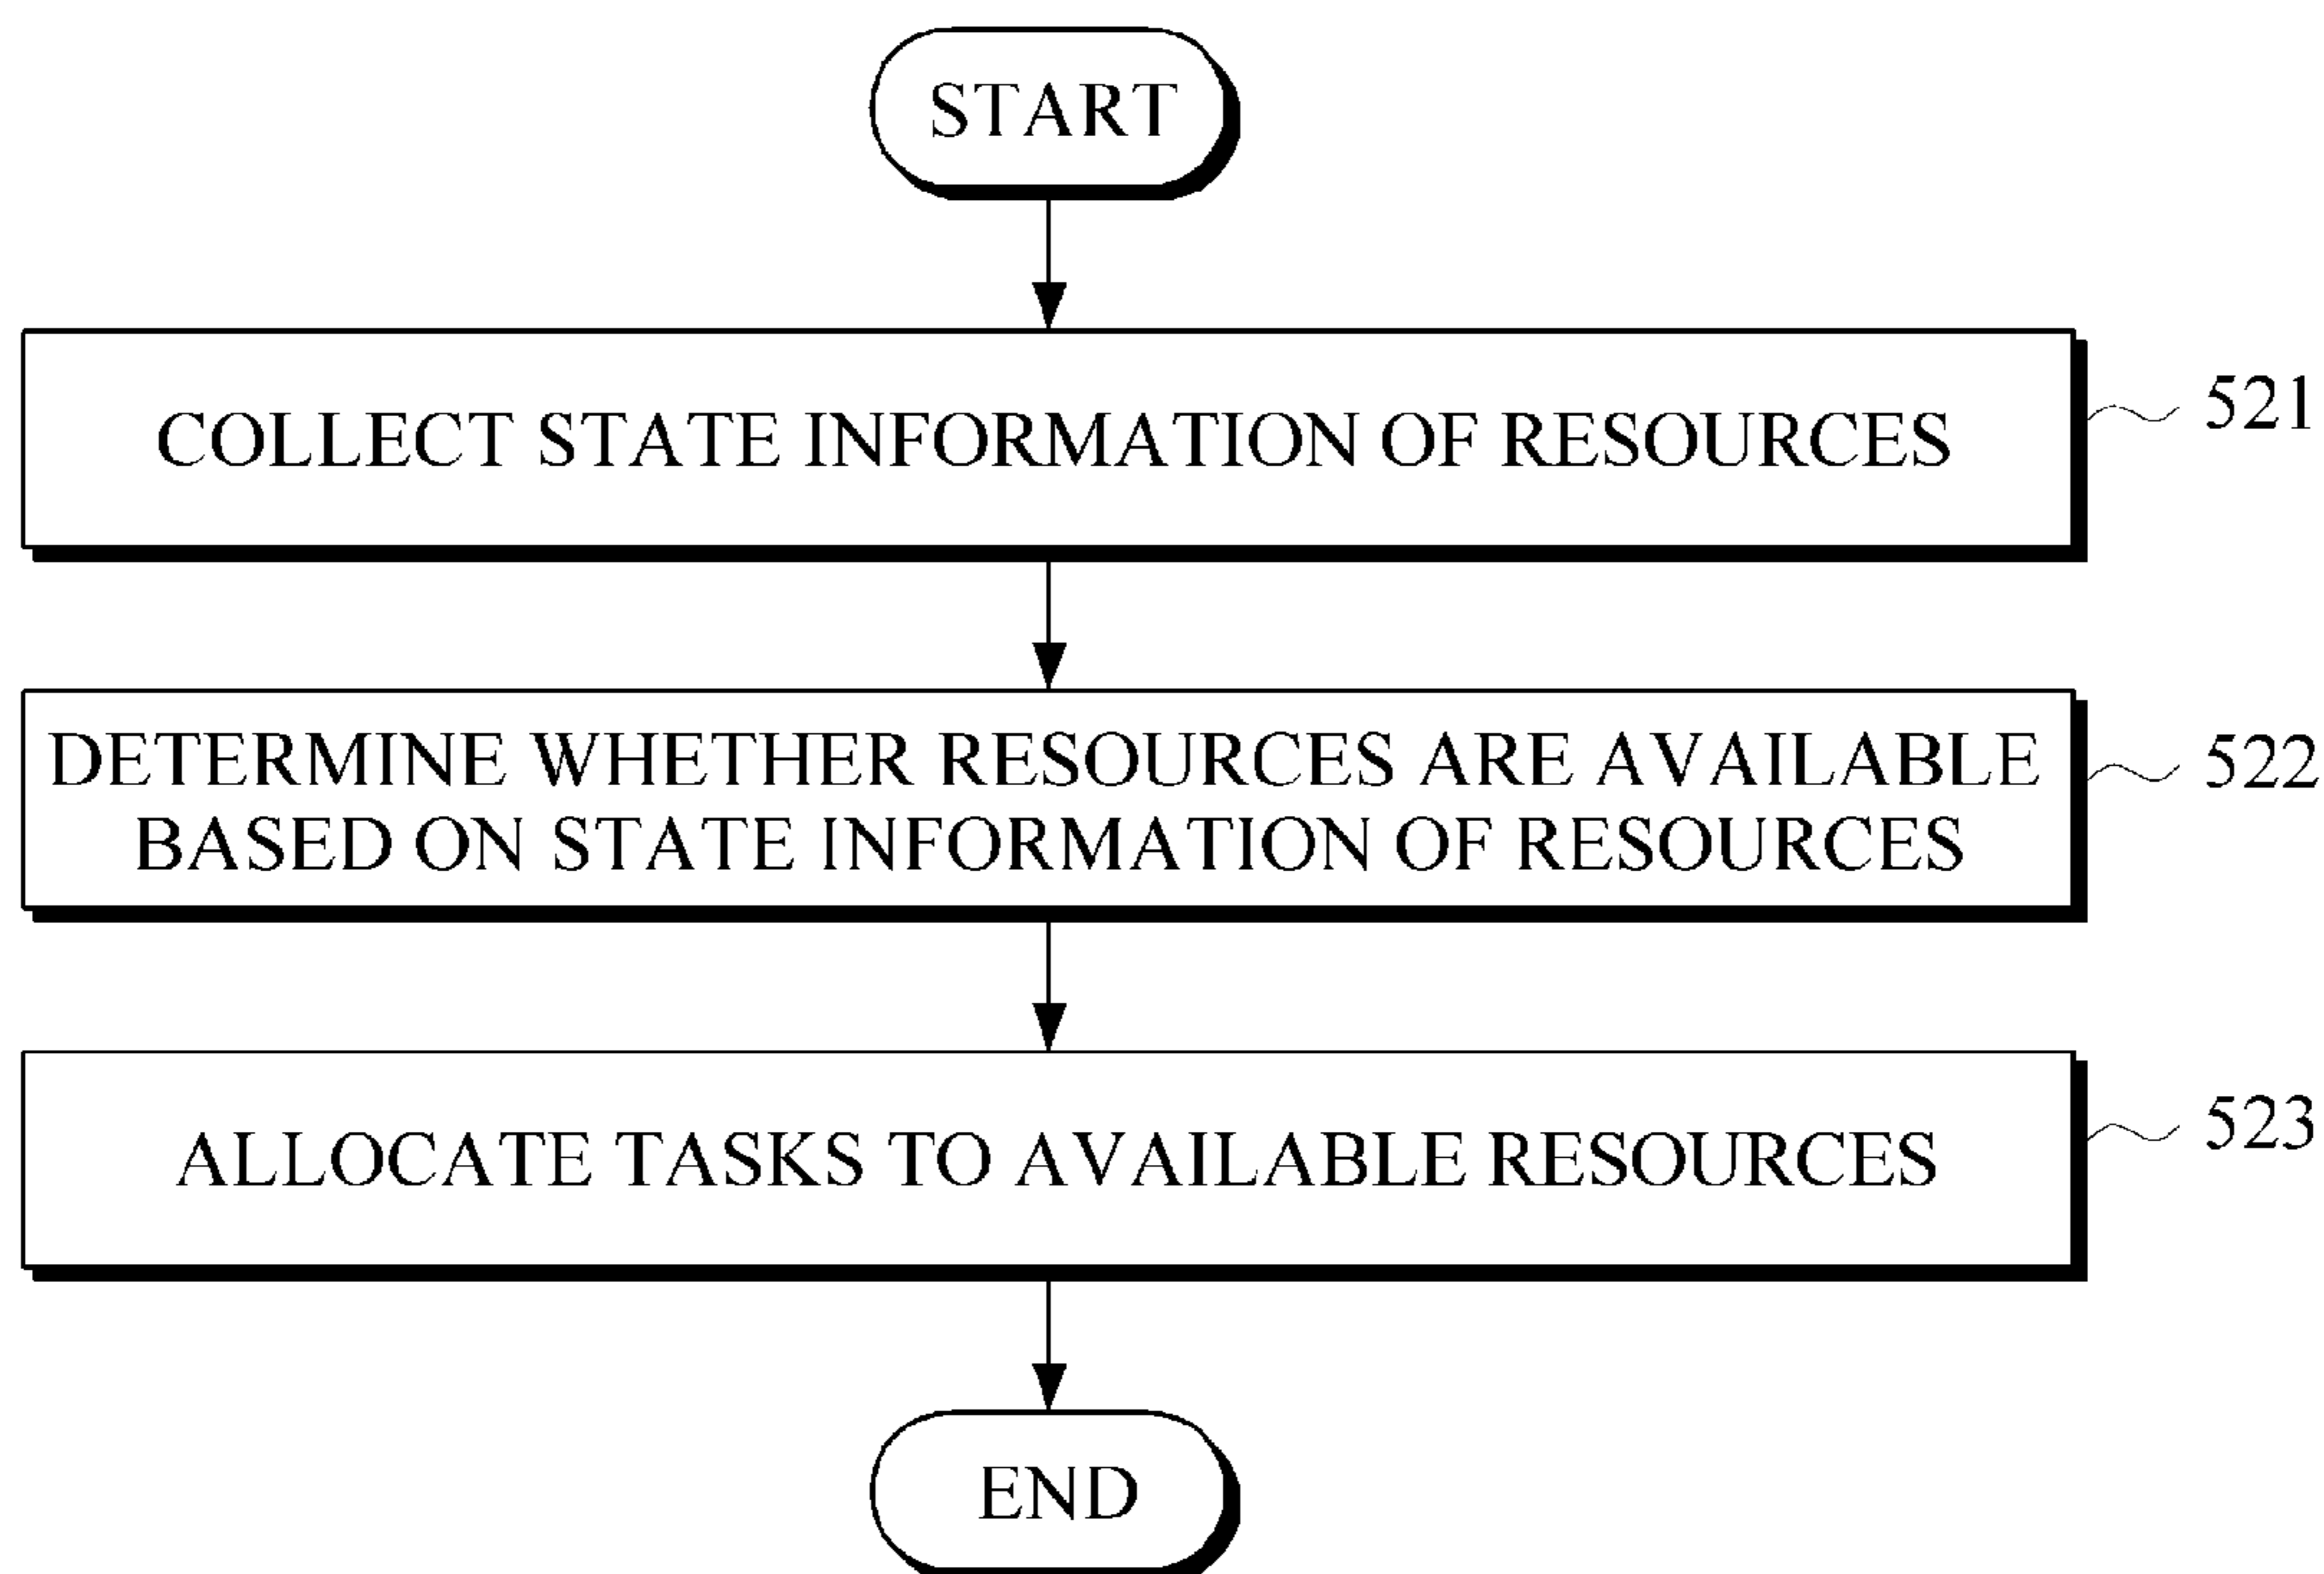 START
COLLECT STATE INFORMATION OF RESOURCES
521
DETERMINE WHETHER RESOURCES ARE AVAILABLE
BASED ON STATE INFORMATION OF RESOURCES
522
ALLOCATE TASKS TO AVAILABLE RESOURCES
523
END